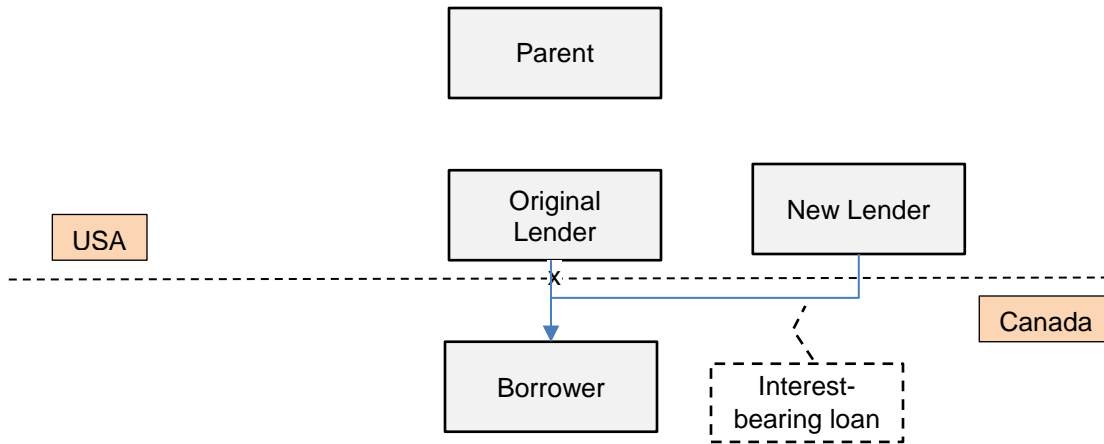 Parent
Original
Lender
New Lender
USA
x
Canada
Borrower
Interest-
bearing loan